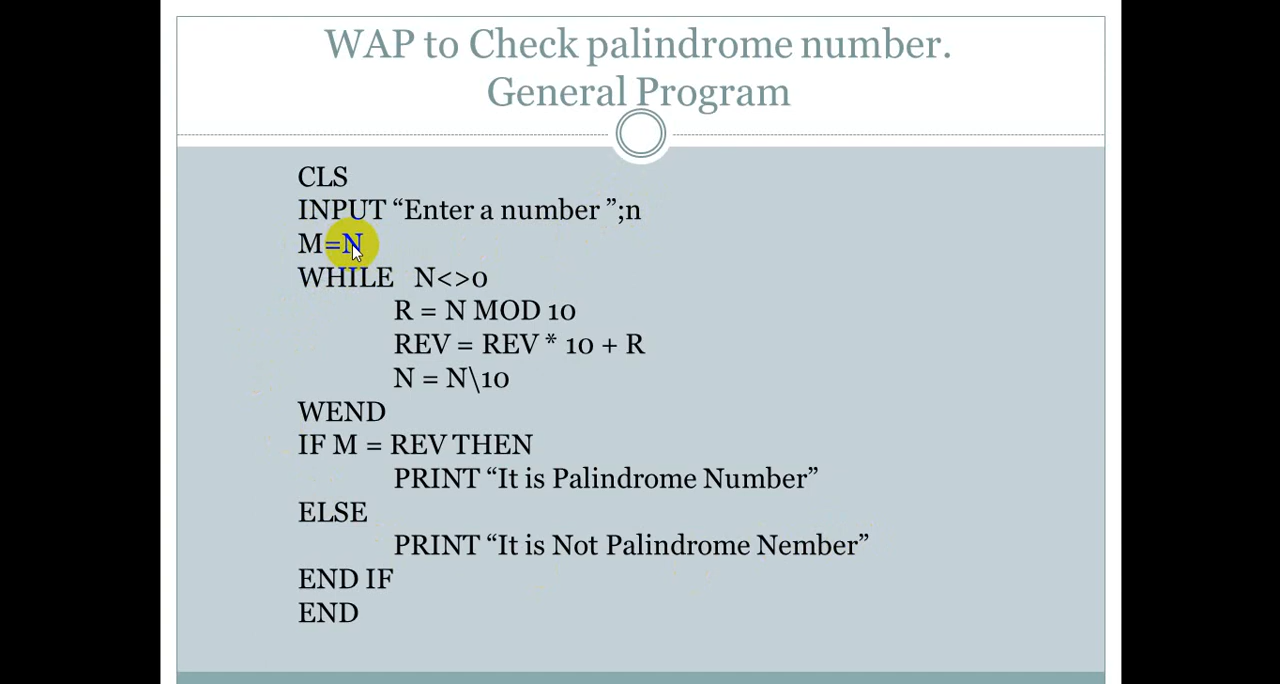 WAP to Check palindrome number.
General Program
CLS
INPUT “Enter a number ”;n
M=N
WHILE N<>0
R = N MOD 10
REV = REV * 10 + R
N = N\10
WEND
IF M = REV THEN
PRINT “It is Palindrome Number”
ELSE
PRINT “It is Not Palindrome Nember”
END IF
END